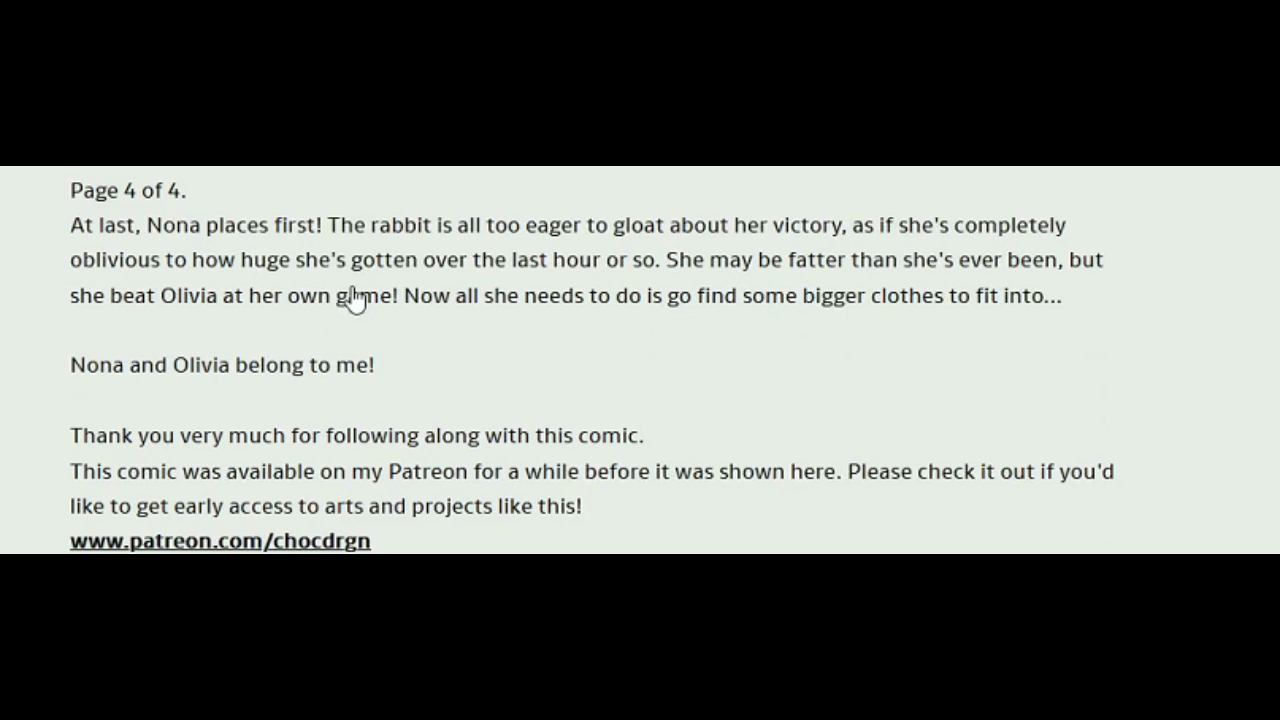 Page 4 of 4.
At last, Nona places first! The rabbit is all too eager to gloat about her victory, as if she's completely
oblivious to how huge she's gotten over the last hour or so. She may be fatter than she's ever been, but
she beat Olivia at her own game! Now all she needs to do is go find some bigger clothes to fit into...
Nona and Olivia belong to me!
Thank you very much for following along with this comic.
This comic was available on my Patreon for a while before it was shown here. Please check it out if you'd
like to get early access to arts and projects like this!
www.patreon.com/chocdrgn